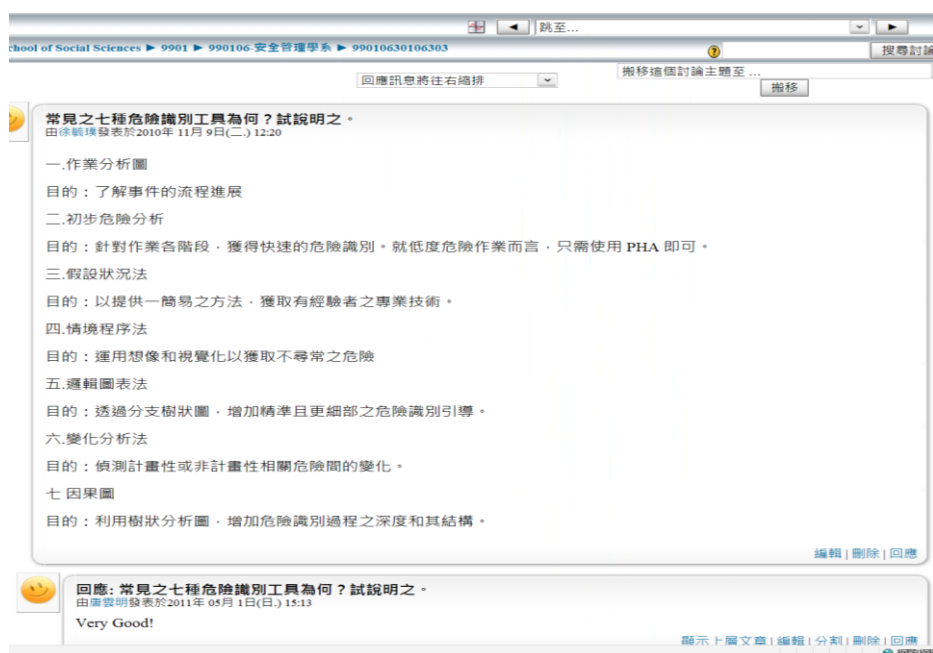 跳至...
chool of Social Sciences ► 9901 ► 990106-安全管理學系 ► 99010630106303
搜尋討論
回應訊息將往右縮排
搬移這個討論主題至 ...
搬移
常見之七種危險識別工具為何?試說明之。
由徐毓璞發表於2010年 11月 9日(二.) 12:20
一.作業分析圖
目的:了解事件的流程進展
二.初步危險分析
目的:針對作業各階段,獲得快速的危險識別。就低度危險作業而言,只需使用 PHA 即可。
三.假設狀況法
目的:以提供一簡易之方法,獲取有經驗者之專業技術。
四.情境程序法
目的:運用想像和視覺化以獲取不尋常之危險
五.邏輯圖表法
目的:透過分支樹狀圖,增加精準且更細部之危險識別引導。
六.變化分析法
目的:偵測計畫性或非計畫性相關危險間的變化。
七 因果圖
目的:利用樹狀分析圖,增加危險識別過程之深度和其結構。
編輯 | 刪除 | 回應
回應: 常見之七種危險識別工具為何?試說明之。
由唐雲明發表於2011年 05月 1日(日.) 15:13
Very Good!
顯示上層文章 | 編輯 | 分割 | 刪除 | 回應